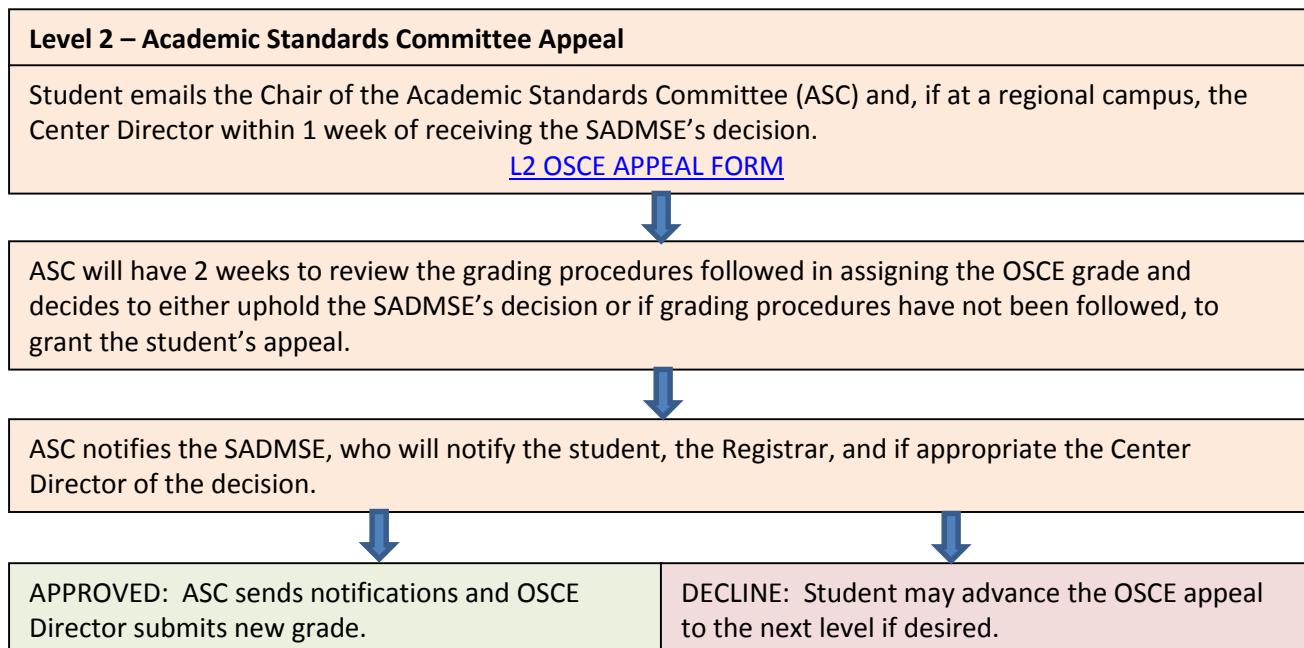 Level 2 – Academic Standards Committee Appeal
Student emails the Chair of the Academic Standards Committee (ASC) and, if at a regional campus, the
Center Director within 1 week of receiving the SADMSE’s decision.
L2 OSCE APPEAL FORM
ASC will have 2 weeks to review the grading procedures followed in assigning the OSCE grade and
decides to either uphold the SADMSE’s decision or if grading procedures have not been followed, to
grant the student’s appeal.
ASC notifies the SADMSE, who will notify the student, the Registrar, and if appropriate the Center
Director of the decision.
APPROVED:  ASC sends notifications and OSCE
Director submits new grade.
DECLINE:  Student may advance the OSCE appeal
to the next level if desired.